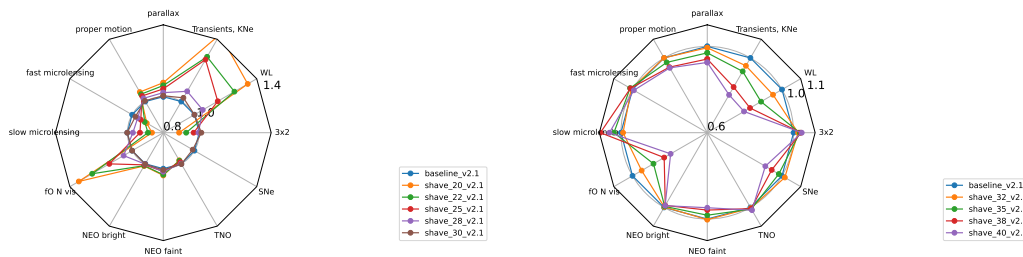 parallax
proper motion
Transients, KNe
fast microlensing
WL
1.4
1.0
0.8
slow microlensing
3x2
fO N vis
SNe
NEO bright
TNO
NEO faint
baseline_v2.1
shave_20_v2.1
shave_22_v2.1
shave_25_v2.1
shave_28_v2.1
shave_30_v2.1
parallax
proper motion
Transients, KNe
fast microlensing
WL
1.1
1.0
0.6
slow microlensing
3x2
fO N vis
SNe
NEO bright
TNO
NEO faint
baseline_v2.1
shave_32_v2.
shave_35_v2.
shave_38_v2.
shave_40_v2.